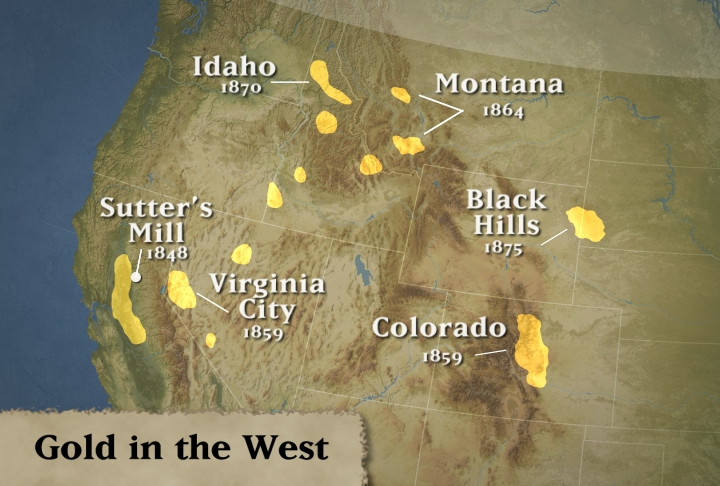 Idaho
1870
Montana
1864
Sutter's
Mill
1848
Black
Hills
1875
Virginia
City
1859
Colorado
1859
Gold in the West